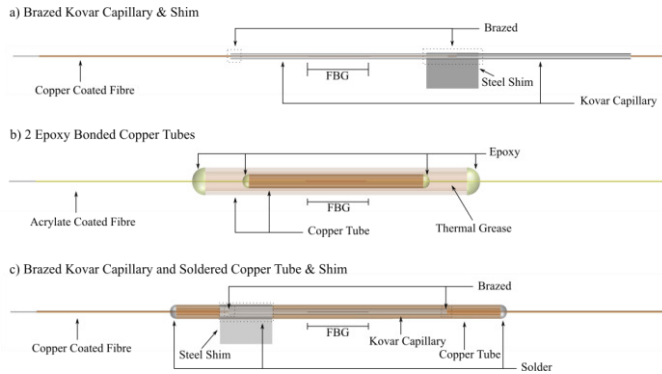 a) Brazed Kovar Capillary & Shim
Brazed
FBG
Steel Shim
Copper Coated Fibre
Kovar Capillary
b) 2 Epoxy Bonded Copper Tubes
Epoxy
FBG
Acrylate Coated Fibre
Copper Tube
Thermal Grease
c) Brazed Kovar Capillary and Soldered Copper Tube & Shim
Brazed
FBG
Kovar Capillary
Copper Coated Fibre
Steel Shim
Copper Tube
Solder